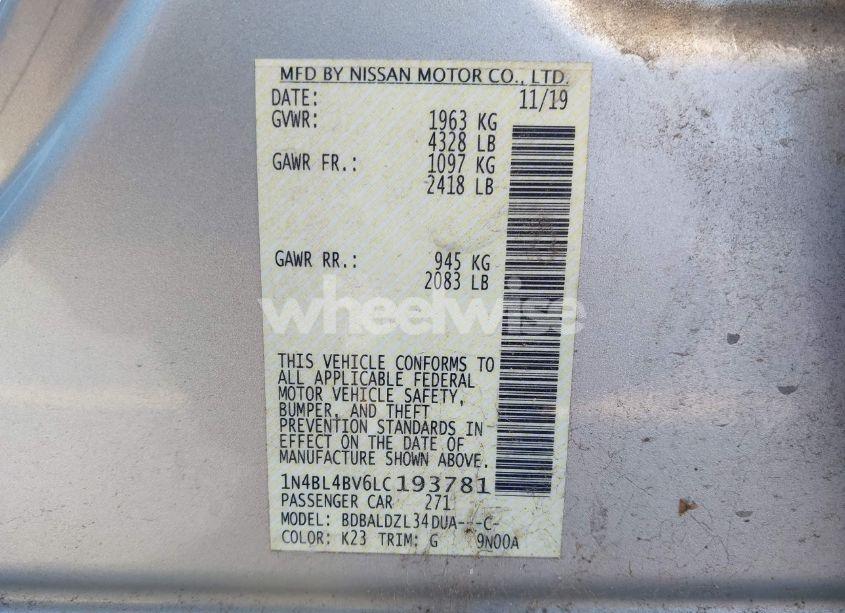 MFD BY NISSAN MOTOR CO., LTD.
DATE: 11/19
GVWR: 1963 KG
4328 LB
GAWR FR.: 1097 KG
2418 LB
GAWR RR.: 945 KG
2083 LB
wheelwise
THIS VEHICLE CONFORMS TO
ALL APPLICABLE FEDERAL
MOTOR VEHICLE SAFETY,
BUMPER, AND THEFT
PREVENTION STANDARDS IN
EFFECT ON THE DATE OF
MANUFACTURE SHOWN ABOVE.
1N4BL4BV6LC193781
PASSENGER CAR 271
MODEL: BDBALDZL34DUA---C-
COLOR: K23 TRIM: G 9N00A